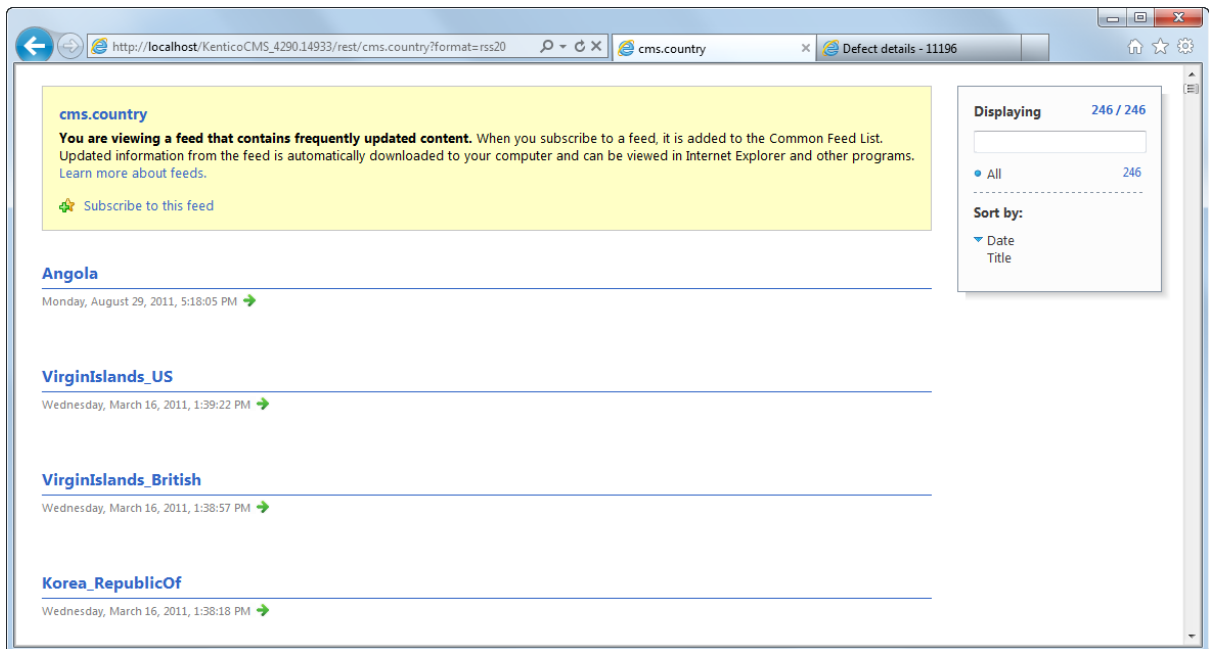 http://localhost/KenticoCMS_4290.14933/rest/cms.country?format=rss20
cms.country
Defect details - 11196
cms.country
You are viewing a feed that contains frequently updated content. When you subscribe to a feed, it is added to the Common Feed List.
Updated information from the feed is automatically downloaded to your computer and can be viewed in Internet Explorer and other programs.
Learn more about feeds.
Subscribe to this feed
Displaying 246 / 246
All 246
Sort by:
Date
Title
Angola
Monday, August 29, 2011, 5:18:05 PM
VirginIslands_US
Wednesday, March 16, 2011, 1:39:22 PM
VirginIslands_British
Wednesday, March 16, 2011, 1:38:57 PM
Korea_RepublicOf
Wednesday, March 16, 2011, 1:38:18 PM